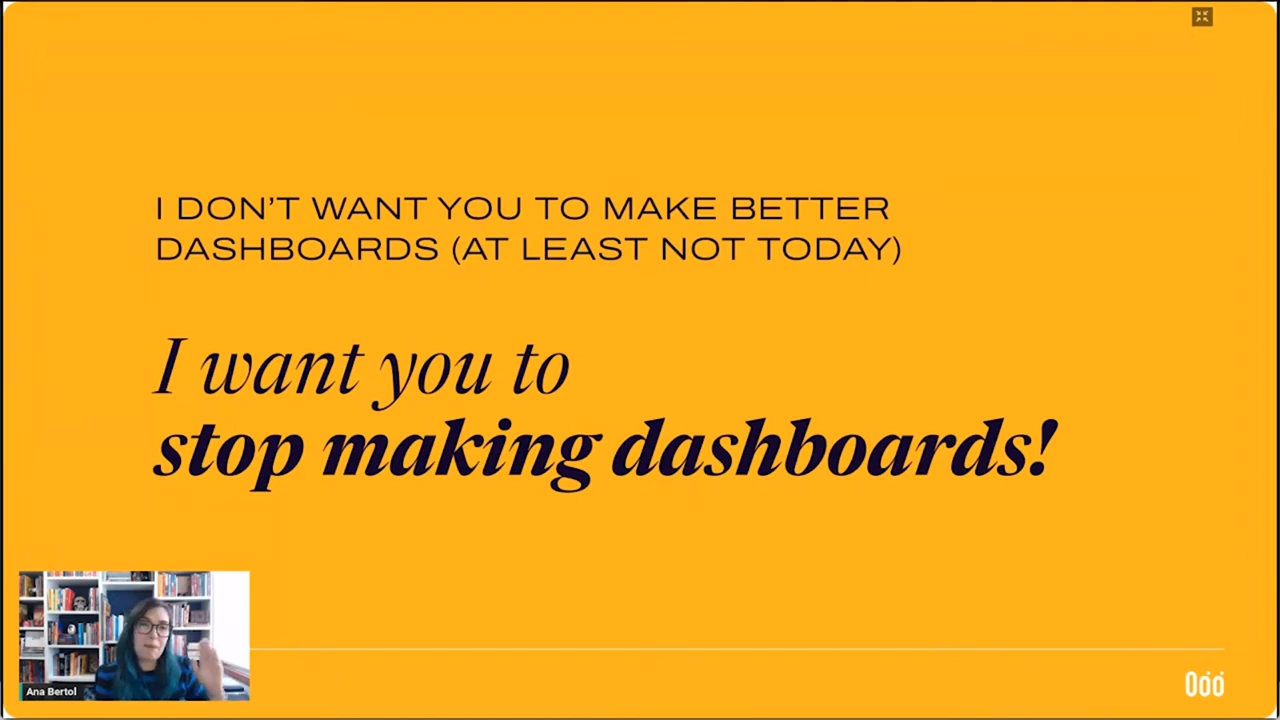 I DON'T WANT YOU TO MAKE BETTER
DASHBOARDS (AT LEAST NOT TODAY)
I want you to
stop making dashboards!
Ana Bertol